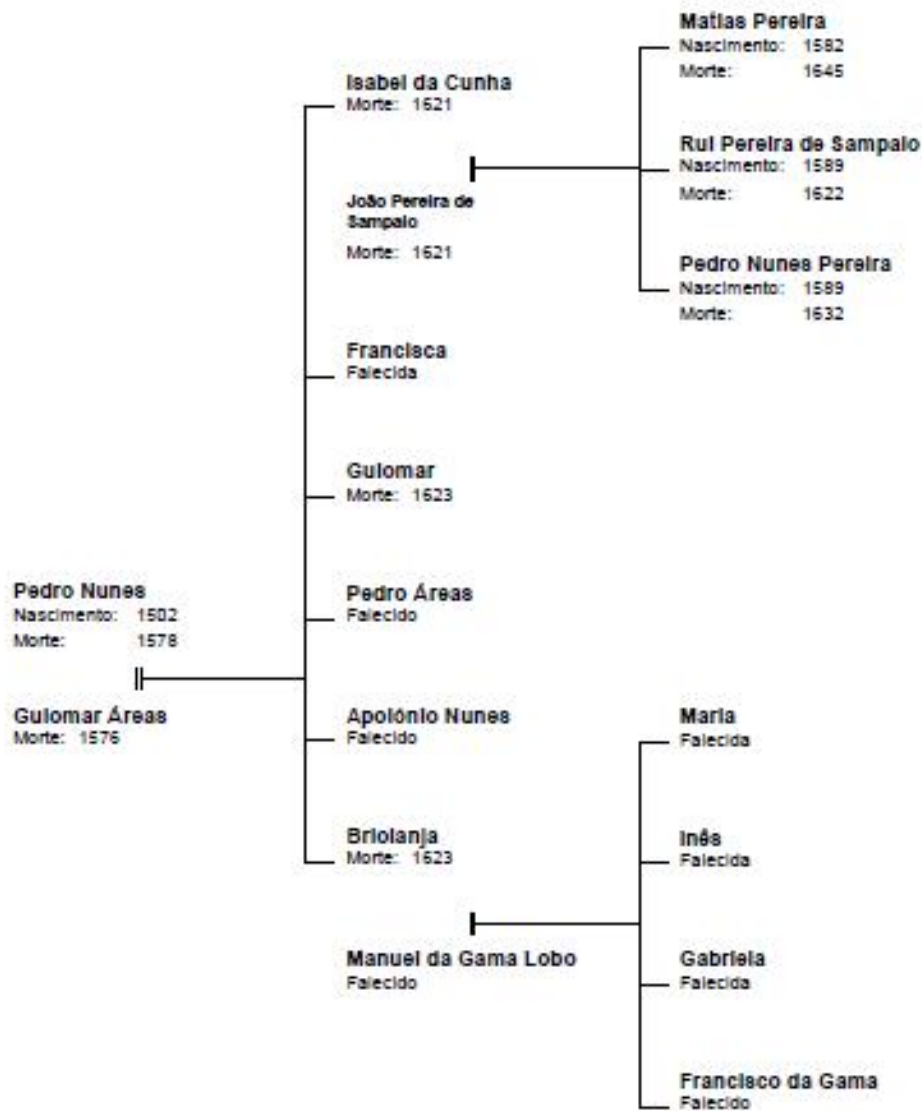 Matias Pereira
Nascimento: 1582
Morte: 1645
Isabel da Cunha
Morte: 1621
Rui Pereira de Sampaio
Nascimento: 1589
Morte: 1622
João Pereira de
Sampaio
Morte: 1621
Pedro Nunes Pereira
Nascimento: 1589
Morte: 1632
Francisca
Falecida
Guiomar
Morte: 1623
Pedro Nunes
Nascimento: 1502
Morte: 1578
Pedro Áreas
Falecido
Guiomar Áreas
Morte: 1576
Apolónio Nunes
Falecido
Maria
Falecida
Briolanja
Morte: 1623
Inês
Falecida
Manuel da Gama Lobo
Falecido
Gabriela
Falecida
Francisco da Gama
Falecido